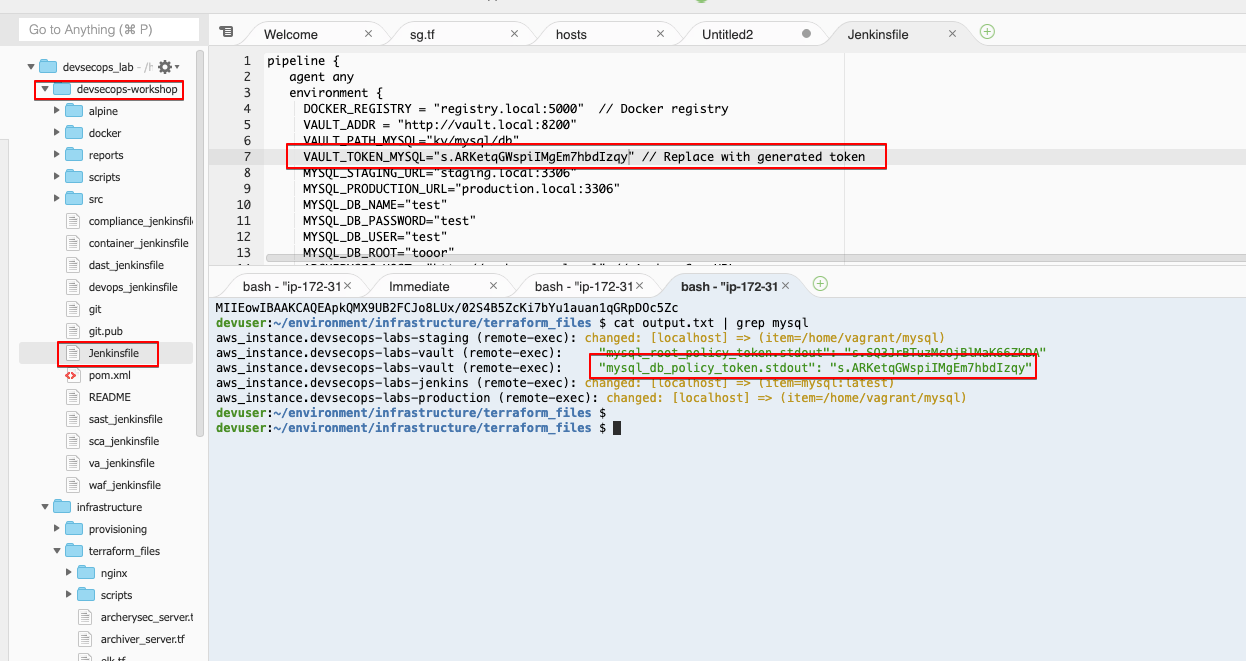 Go to Anything (⌘ P)
Welcome
sg.tf
hosts
Untitled2
Jenkinsfile
devsecops_lab - /h
devsecops-workshop
alpine
docker
reports
scripts
src
compliance_jenkinsfil
container_jenkinsfile
dast_jenkinsfile
devops_jenkinsfile
git
git.pub
Jenkinsfile
pom.xml
README
sast_jenkinsfile
sca_jenkinsfile
va_jenkinsfile
waf_jenkinsfile
infrastructure
provisioning
terraform_files
nginx
scripts
archerysec_server.t
archiver_server.tf
elk.tf
1 pipeline {
2 agent any
3 environment {
4 DOCKER_REGISTRY = "registry.local:5000" // Docker registry
5 VAULT_ADDR = "http://vault.local:8200"
6 VAULT_PATH_MYSQL="kv/mysql/db"
7 VAULT_TOKEN_MYSQL="s.ARKetqGWspiIMgEm7hbdIzqy" // Replace with generated token
8 MYSQL_STAGING_URL="staging.local:3306"
9 MYSQL_PRODUCTION_URL="production.local:3306"
10 MYSQL_DB_NAME="test"
11 MYSQL_DB_PASSWORD="test"
12 MYSQL_DB_USER="test"
13 MYSQL_DB_ROOT="tooor"
bash - "ip-172-31
Immediate
bash - "ip-172-31
bash - "ip-172-31
MIIEowIBAAKCAQEApkQMX9UB2FCJo8LUx/02S4B5ZcKi7bYu1auan1qGRpDOc5Zc
devuser:~/environment/infrastructure/terraform_files $ cat output.txt | grep mysql
aws_instance.devsecops-labs-staging (remote-exec): changed: [localhost] => (item=/home/vagrant/mysql)
aws_instance.devsecops-labs-vault (remote-exec): "mysql_root_policy_token.stdout":
aws_instance.devsecops-labs-vault (remote-exec): "mysql_db_policy_token.stdout": "s.ARKetqGWspiIMgEm7hbdIzqy"
aws_instance.devsecops-labs-jenkins (remote-exec): changed: [localhost] => (item=mysql:latest)
aws_instance.devsecops-labs-production (remote-exec): changed: [localhost] => (item=/home/vagrant/mysql)
devuser:~/environment/infrastructure/terraform_files $
devuser:~/environment/infrastructure/terraform_files $